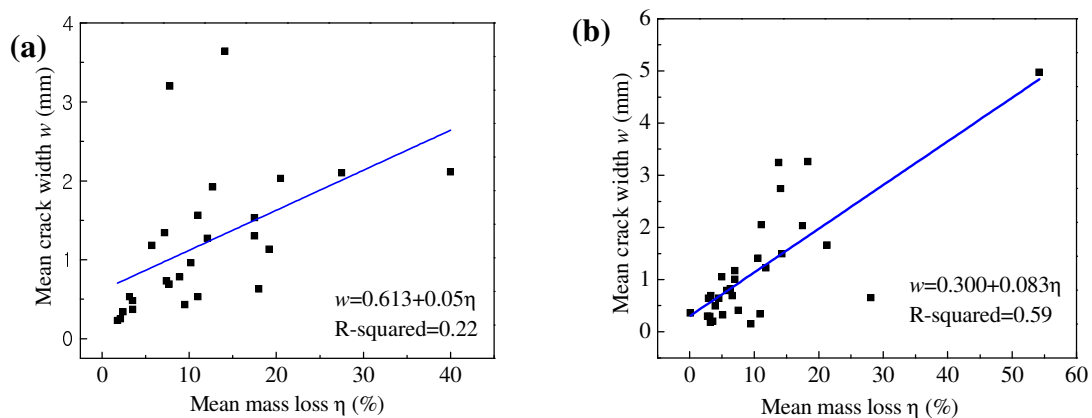 (a)
4
3
2
1
0
Mean crack width w (mm)
w=0.613+0.05η
R-squared=0.22
0 10 20 30 40
Mean mass loss η (%)
(b)
6
5
4
3
2
1
0
Mean crack width w (mm)
w=0.300+0.083η
R-squared=0.59
0 10 20 30 40 50 60
Mean mass loss η (%)